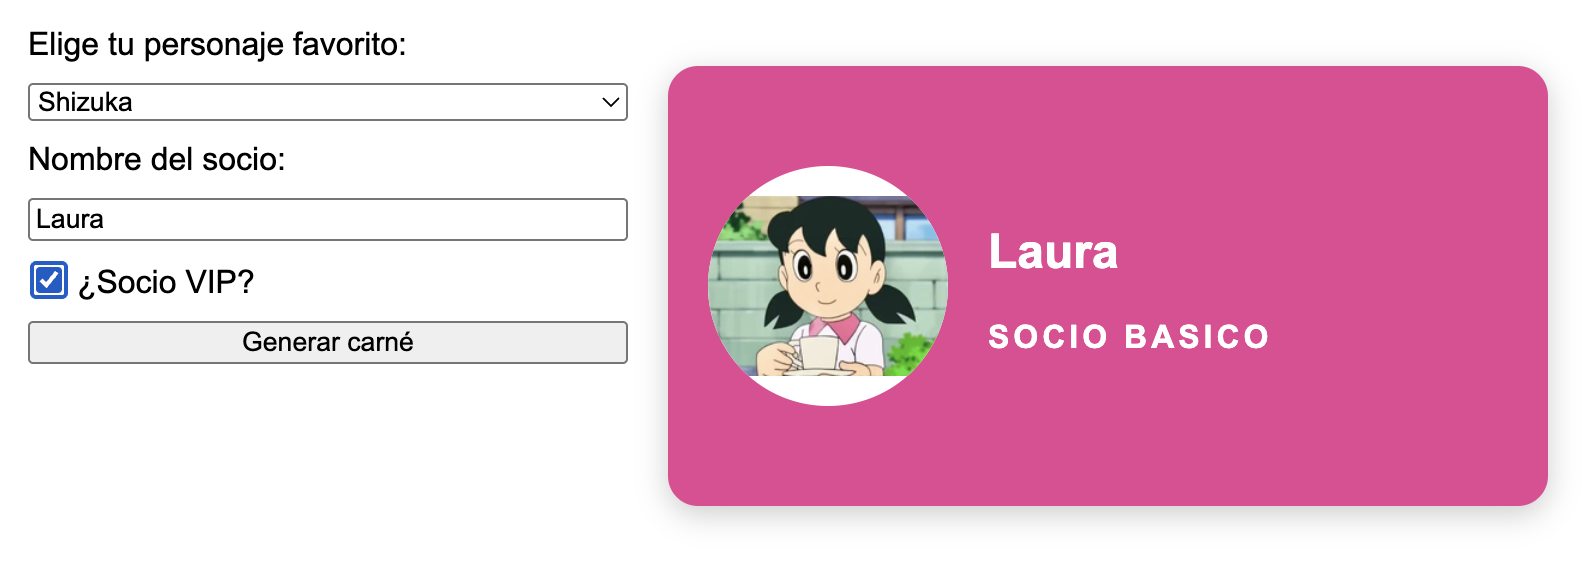 Elige tu personaje favorito:
Shizuka
Nombre del socio:
Laura
¿Socio VIP?
Generar carné
Laura
SOCIO BASICO